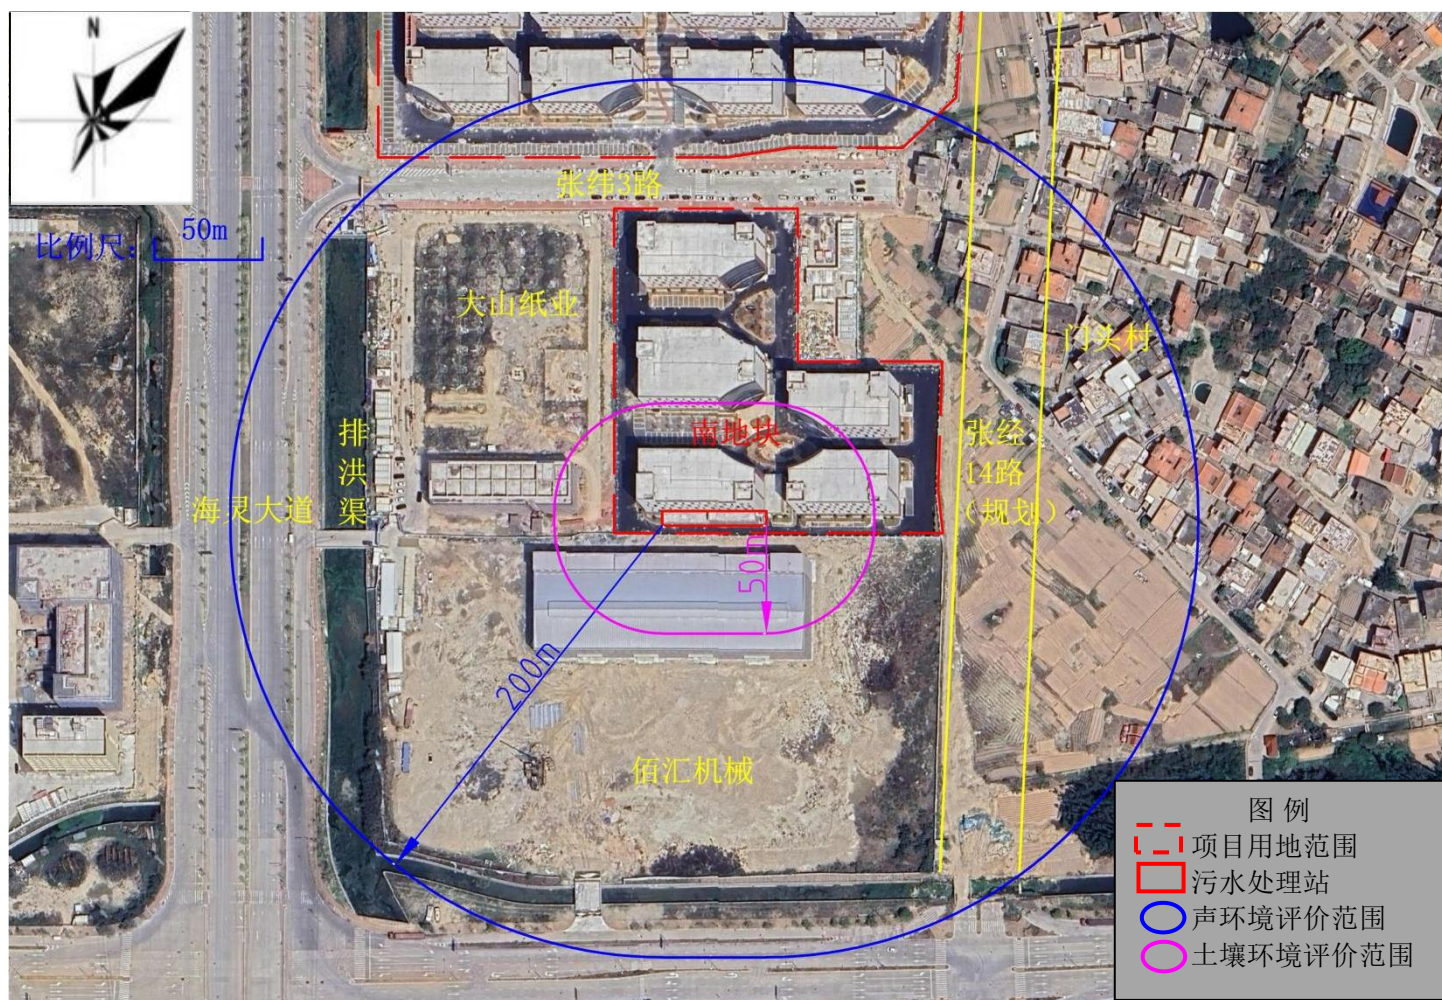 N
比例尺:
50m
张纬3路
大山纸业
门头村
排
洪
渠
南地块
张经
14路
（规划）
海灵大道
50m
200m
佰汇机械
图 例
项目用地范围
污水处理站
声环境评价范围
土壤环境评价范围